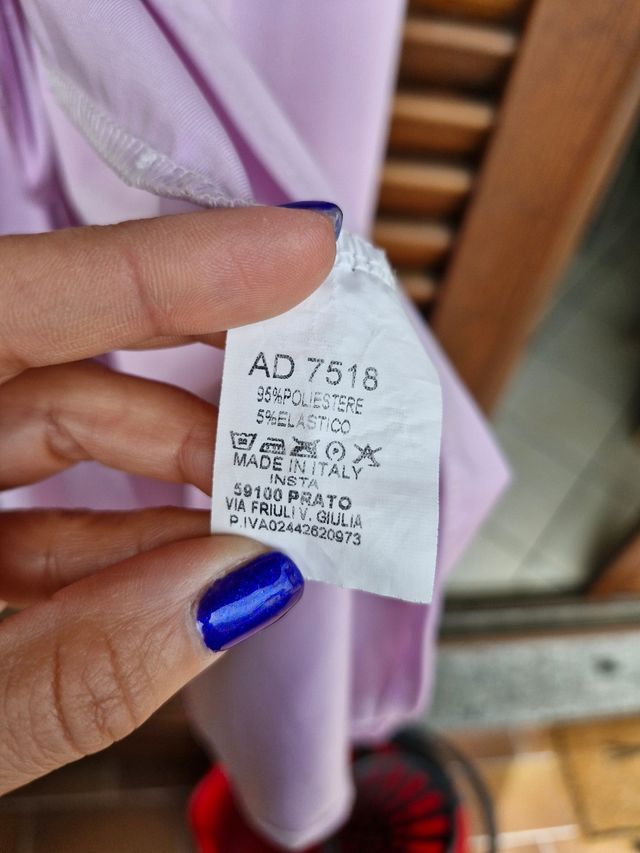 AD 7518
95%POLIESTERE
5%ELASTICO
MADE IN ITALY
INSTA
59100 PRATO
VIA FRIULI V. GIULIA
P.IVA02442620973